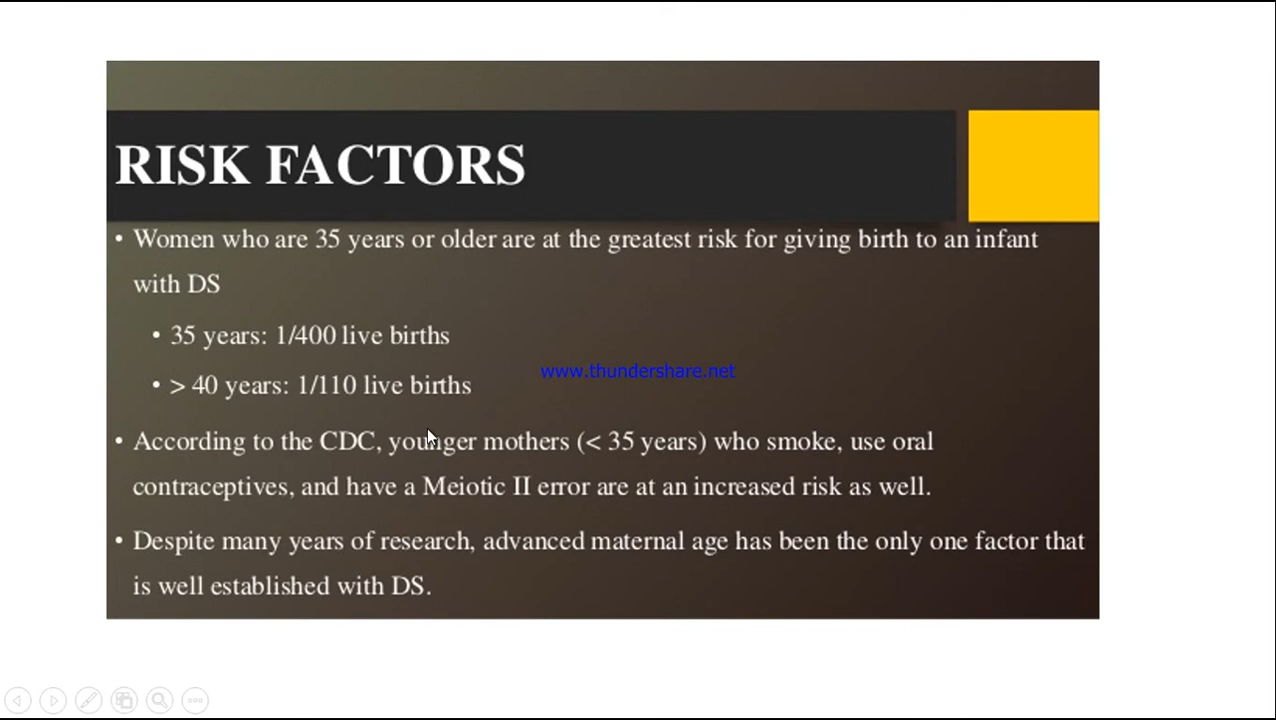 RISK FACTORS
• Women who are 35 years or older are at the greatest risk for giving birth to an infant
with DS
• 35 years: 1/400 live births
www.thundershare.net
• > 40 years: 1/110 live births
• According to the CDC, younger mothers (< 35 years) who smoke, use oral
contraceptives, and have a Meiotic II error are at an increased risk as well.
• Despite many years of research, advanced maternal age has been the only one factor that
is well established with DS.